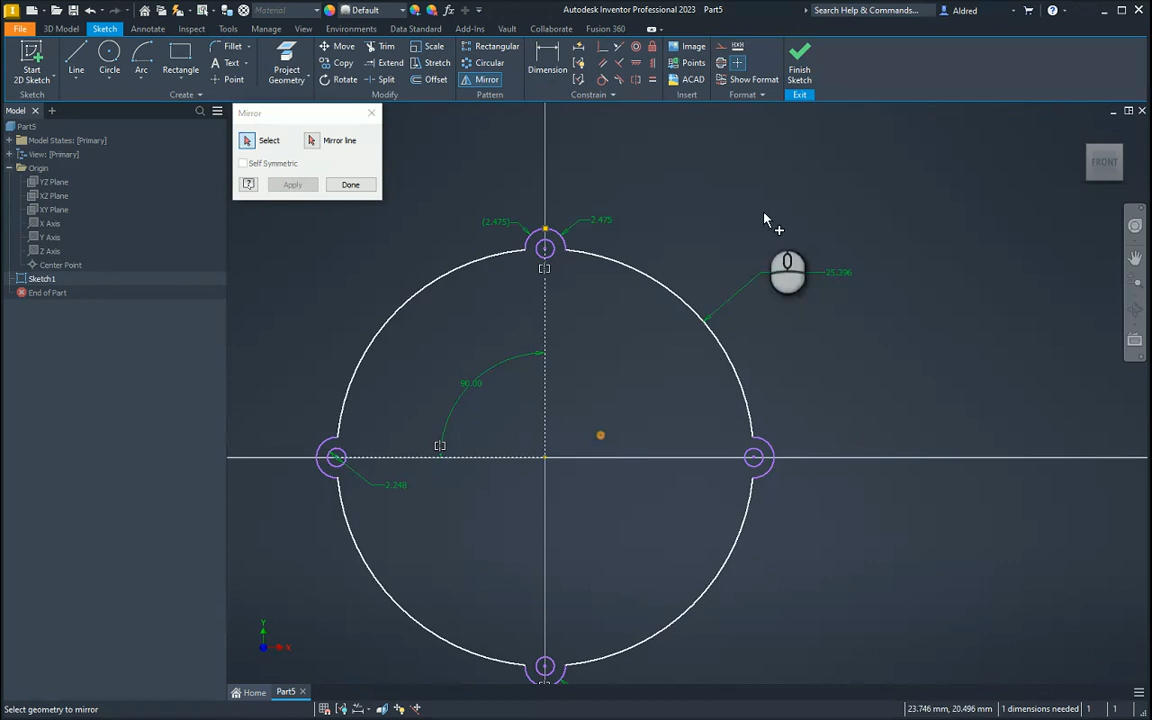 Material
Default
Autodesk Inventor Professional 2023 Part5
Search Help & Commands...
Aldred
File 3D Model Sketch Annotate Inspect Tools Manage View Environments Add-Ins Vault Collaborate Fusion 360
Data Standard
Start 2D Sketch
Line
Circle
Arc
Rectangle
Fillet
Text
Point
Project Geometry
Move
Copy
Rotate
Trim
Extend
Split
Scale
Stretch
Offset
Rectangular
Circular
Mirror
Dimension
Image
Points
ACAD
Show Format
Finish Sketch
Sketch
Create
Modify
Pattern
Constrain
Insert
Format
Exit
Model
Part5
Model States: [Primary]
View: [Primary]
Origin
YZ Plane
XZ Plane
XY Plane
X Axis
Y Axis
Z Axis
Center Point
Sketch1
End of Part
Mirror
Select
Mirror line
Self Symmetric
Apply
Done
FRONT
(2.475)
2.475
25.396
90.00
2.248
Y
X
Home
Part5
Select geometry to mirror
23.746 mm, 20.496 mm
1 dimensions needed
1
1